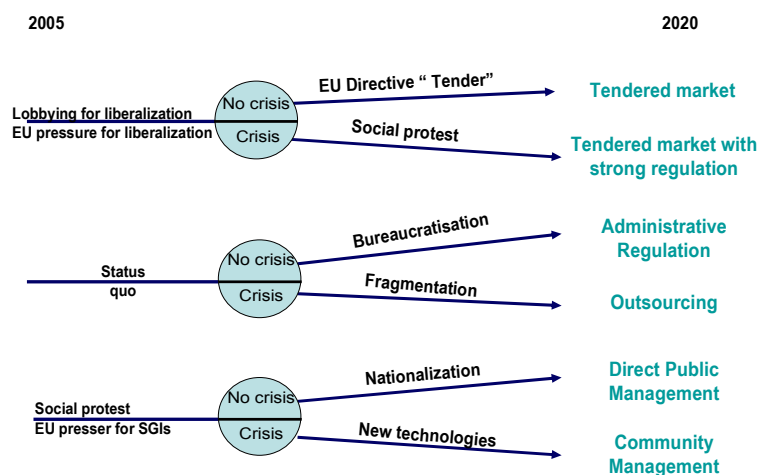 2005
2020
No crisis
Crisis
Lobbying for liberalization
EU pressure for liberalization
EU Directive “ Tender”
Social protest
Tendered market
Tendered market with
strong regulation
Status
quo
No crisis
Crisis
Bureaucratisation
Fragmentation
Administrative
Regulation
Outsourcing
Social protest
EU presser for SGIs
No crisis
Crisis
Nationalization
New technologies
Direct Public
Management
Community
Management